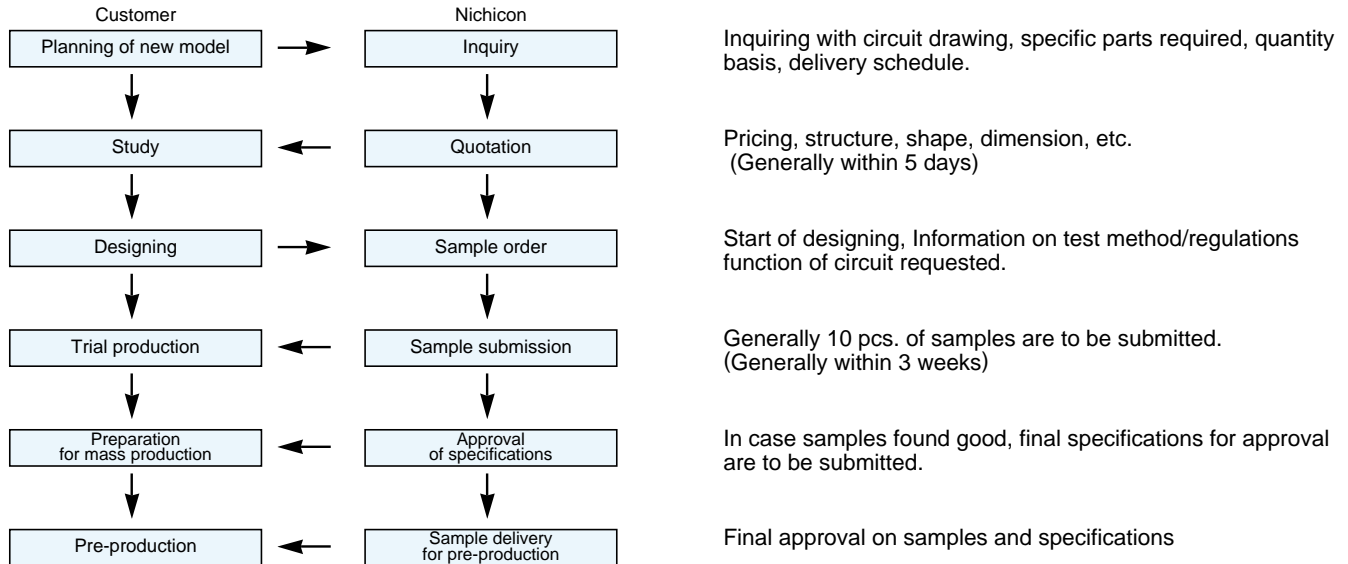 Customer
Nichicon
Planning of new model
Inquiry
Inquiring with circuit drawing, specific parts required, quantity
basis, delivery schedule.
Study
Quotation
Pricing, structure, shape, dimension, etc.
(Generally within 5 days)
Designing
Sample order
Start of designing, Information on test method/regulations
function of circuit requested.
Trial production
Sample submission
Generally 10 pcs. of samples are to be submitted.
(Generally within 3 weeks)
Preparation
for mass production
Approval
of specifications
In case samples found good, final specifications for approval
are to be submitted.
Pre-production
Sample delivery
for pre-production
Final approval on samples and specifications